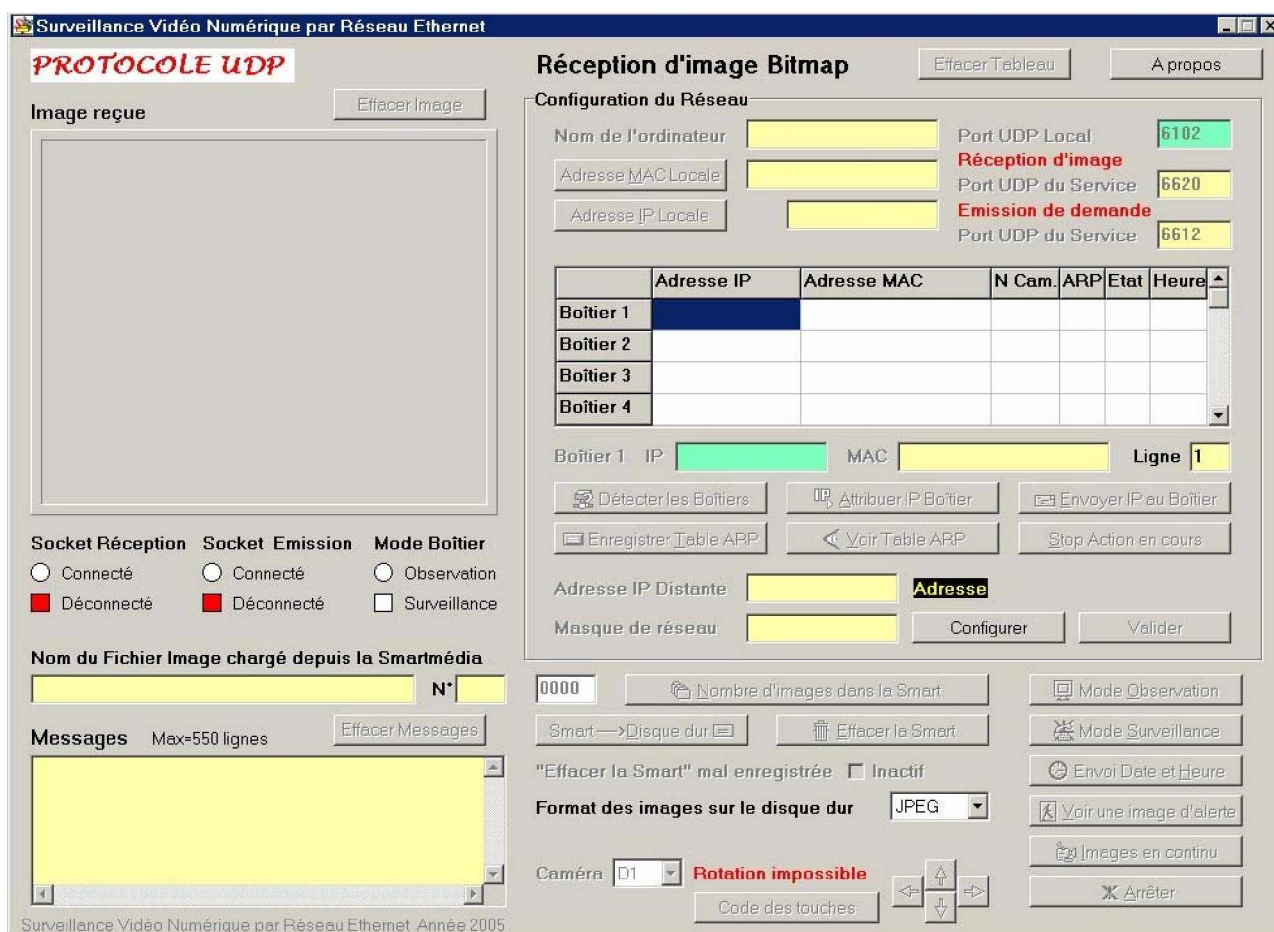 Surveillance Vidéo Numérique par Réseau Ethernet
PROTOCOLE UDP
Réception d'image Bitmap
Effacer Tableau
A propos
Image reçue
Effacer Image
Configuration du Réseau
Nom de l'ordinateur
Port UDP Local
6102
Adresse MAC Locale
Réception d'image
Port UDP du Service
6620
Adresse IP Locale
Emission de demande
Port UDP du Service
6612
Adresse IP Adresse MAC N Cam. ARP Etat Heure
Boîtier 1
Boîtier 2
Boîtier 3
Boîtier 4
Boîtier 1 IP MAC Ligne 1
Détecter les Boîtiers
Attribuer IP Boîtier
Envoyer IP au Boîtier
Enregistrer Table ARP
Voir Table ARP
Stop Action en cours
Adresse IP Distante
Adresse
Masque de réseau
Configurer
Valider
Socket Réception Socket Emission Mode Boîtier
Connecté Connecté Observation
Déconnecté Déconnecté Surveillance
Nom du Fichier Image chargé depuis la Smartmédia
N°
Messages Max=550 lignes
Effacer Messages
0000
Nombre d'images dans la Smart
Mode Observation
Smart-->Disque dur
Effacer la Smart
Mode Surveillance
"Effacer la Smart" mal enregistrée Inactif
Envoi Date et Heure
Format des images sur le disque dur JPEG
Voir une image d'alerte
Images en continu
Caméra D1 Rotation impossible
Code des touches
Arrêter
Surveillance Vidéo Numérique par Réseau Ethernet Année 2005